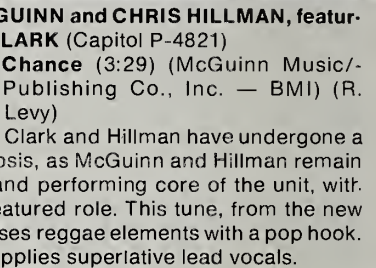 GUINN and CHRIS HILLMAN, featur-
LARK (Capitol P-4821)
Chance (3:29) (McGuinn Music/-
Publishing Co., Inc. — BMI) (R.
Levy)
Clark and Hillman have undergone a
osis, as McGuinn and Hillman remain
and performing core of the unit, with
eatured role. This tune, from the new
ses reggae elements with a pop hook.
pplies superlative lead vocals.